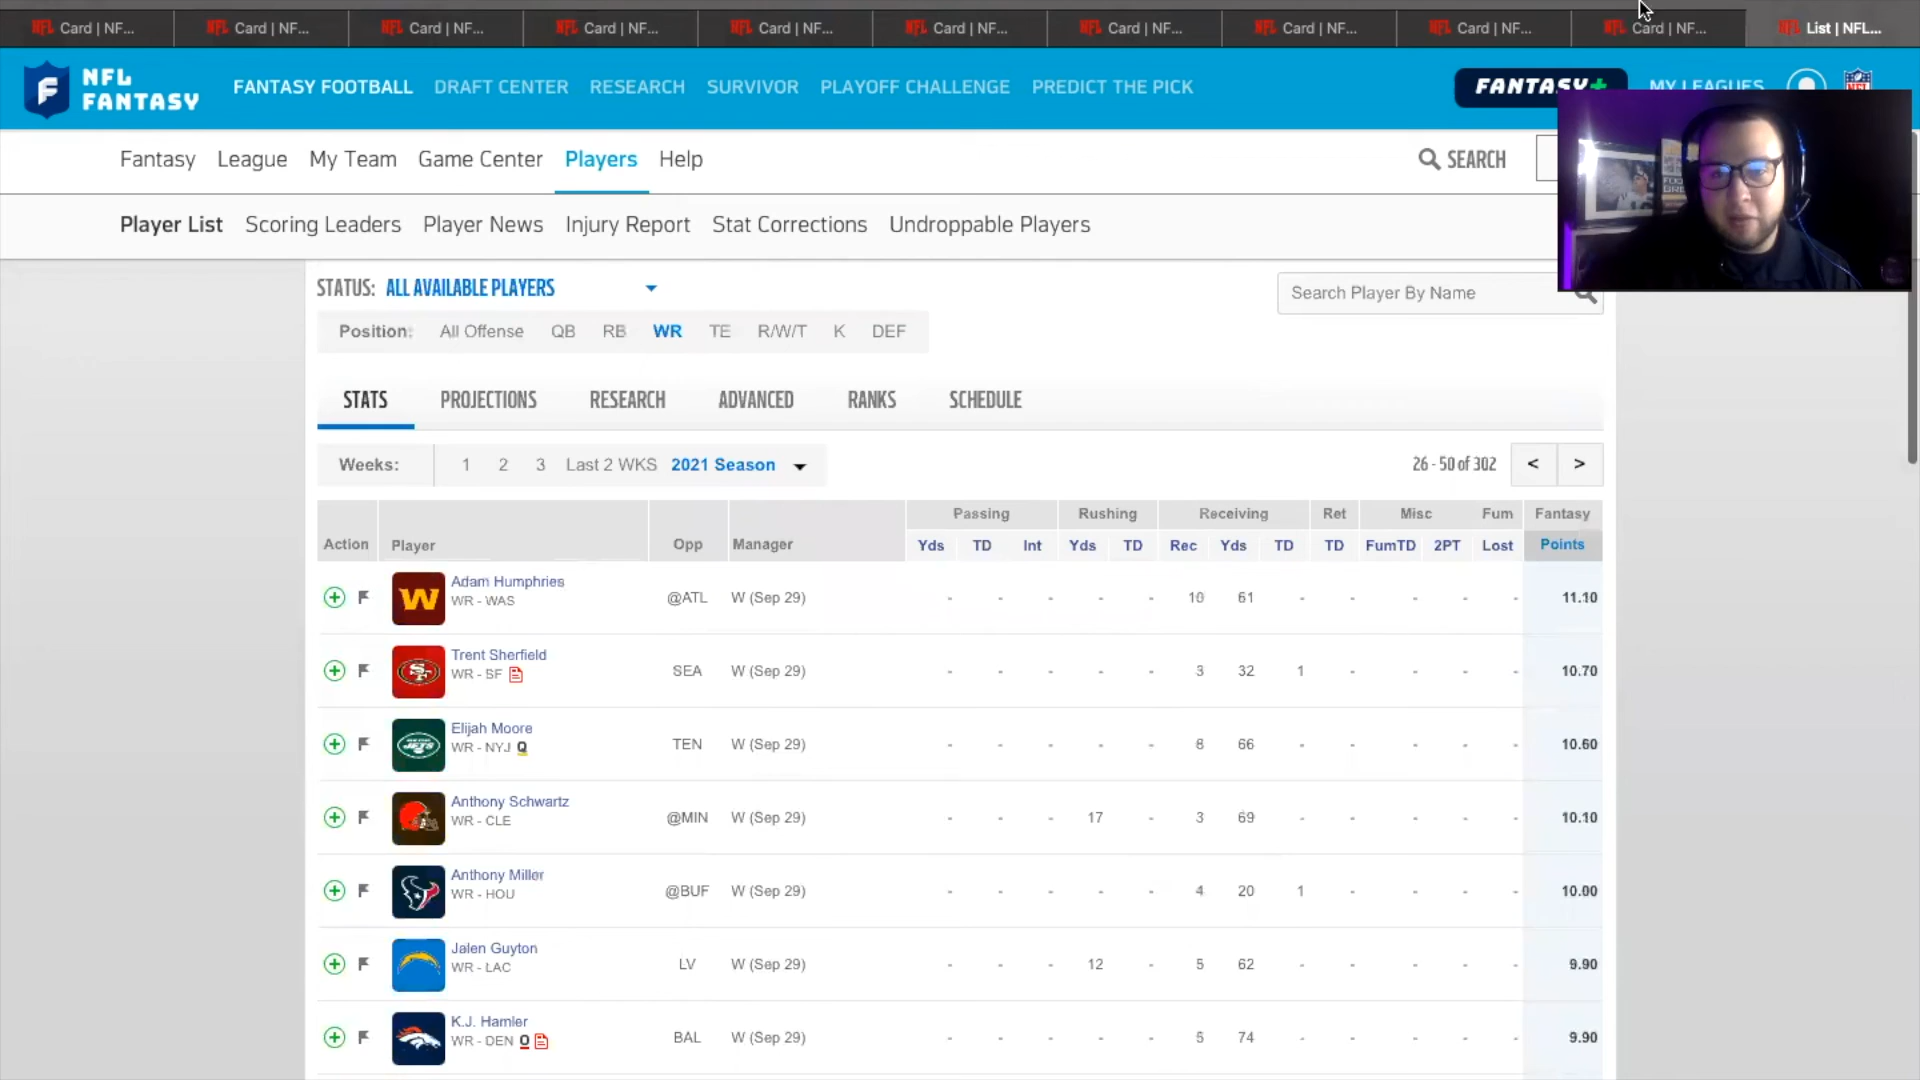 Card | NF... Card | NF... Card | NF... Card | NF... Card | NF... Card | NF... Card | NF... Card | NF... Card | NF... Card | NF... List | NFL...
NFL FANTASY FANTASY FOOTBALL DRAFT CENTER RESEARCH SURVIVOR PLAYOFF CHALLENGE PREDICT THE PICK FANTASY+ MY LEAGUES
Fantasy League My Team Game Center Players Help SEARCH
Player List Scoring Leaders Player News Injury Report Stat Corrections Undroppable Players
STATUS: ALL AVAILABLE PLAYERS Search Player By Name
Position: All Offense QB RB WR TE R/W/T K DEF
STATS PROJECTIONS RESEARCH ADVANCED RANKS SCHEDULE
Weeks: 1 2 3 Last 2 WKS 2021 Season 26 - 50 of 302 < >
Passing Rushing Receiving Ret Misc Fum Fantasy
Action Player Opp Manager Yds TD Int Yds TD Rec Yds TD TD FumTD 2PT Lost Points
Adam Humphries
WR - WAS @ATL W (Sep 29) - - - - - 10 61 - - - - - 11.10
Trent Sherfield
WR - SF SEA W (Sep 29) - - - - - 3 32 1 - - - - 10.70
Elijah Moore
WR - NYJ Q TEN W (Sep 29) - - - - - 8 66 - - - - - 10.60
Anthony Schwartz
WR - CLE @MIN W (Sep 29) - - - 17 - 3 69 - - - - - 10.10
Anthony Miller
WR - HOU @BUF W (Sep 29) - - - - - 4 20 1 - - - - 10.00
Jalen Guyton
WR - LAC LV W (Sep 29) - - - 12 - 5 62 - - - - - 9.90
K.J. Hamler
WR - DEN O BAL W (Sep 29) - - - - - 5 74 - - - - - 9.90